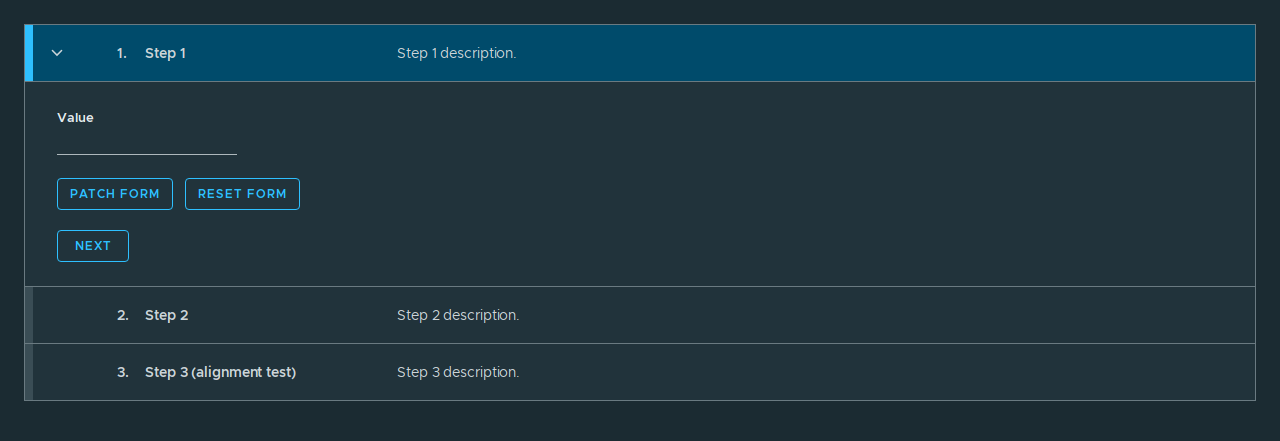 1. Step 1 Step 1 description.
Value
PATCH FORM RESET FORM
NEXT
2. Step 2 Step 2 description.
3. Step 3 (alignment test) Step 3 description.